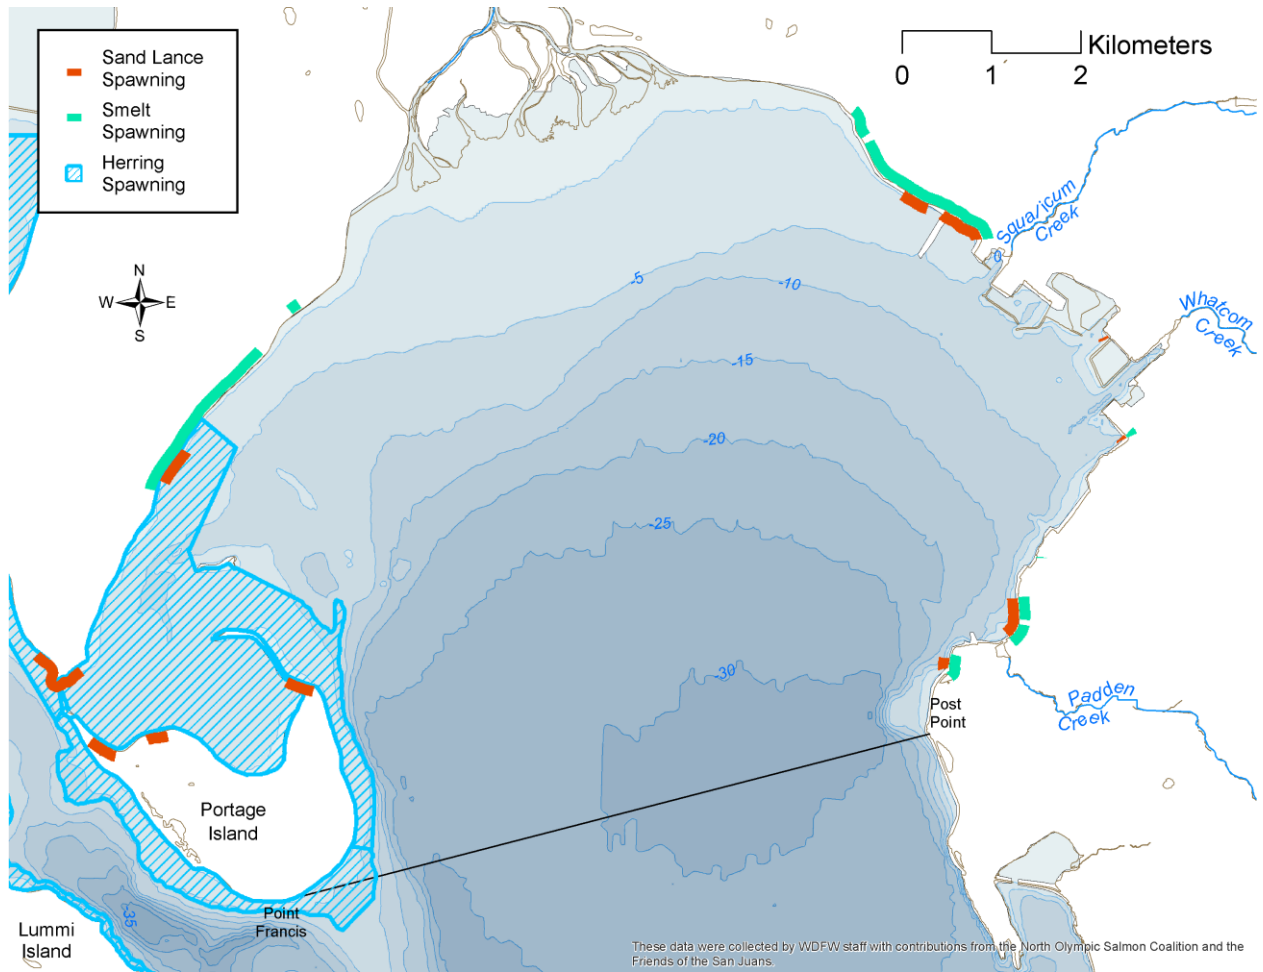 Sand Lance
Spawning
Smelt
Spawning
Herring
Spawning
Kilometers
0 1 2
N
W E
S
Squalicum
Creek
Whatcom
Creek
-5
-10
-15
-20
-25
-30
Padden
Creek
Post
Point
Portage
Island
Point
Francis
-35
Lummi
Island
These data were collected by WDFW staff with contributions from the North Olympic Salmon Coalition and the
Friends of the San Juans.